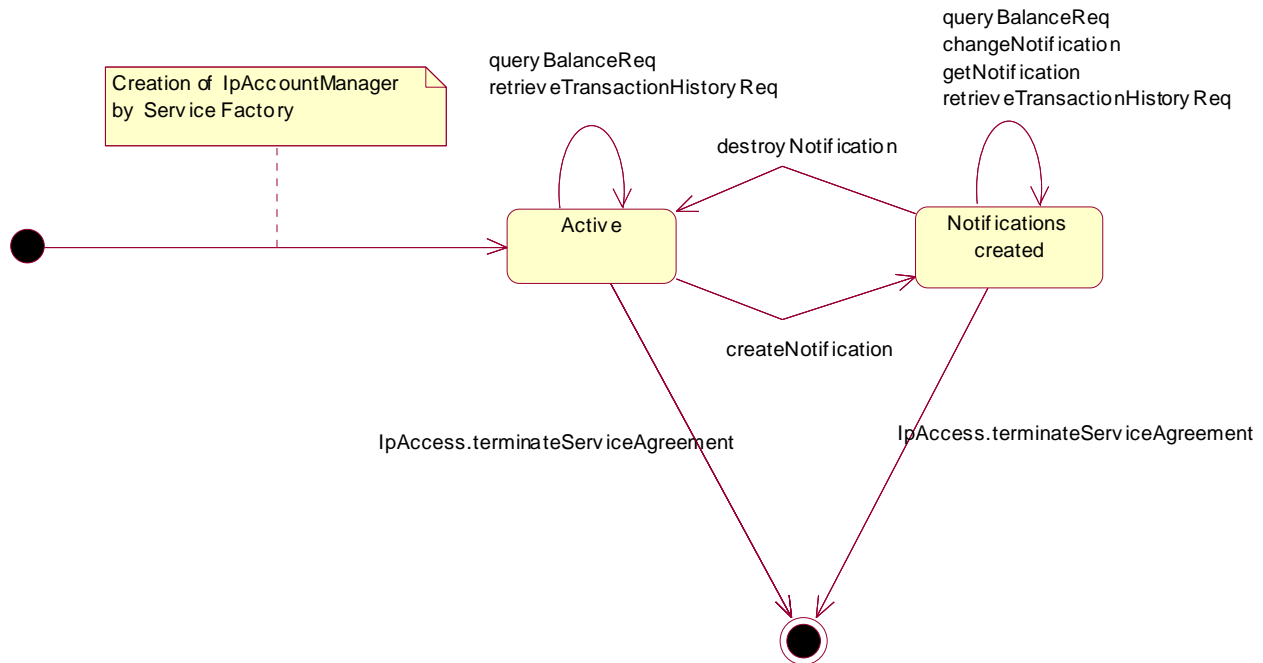 queryBalanceReq
changeNotification
getNotification
retrieveTransactionHistoryReq
queryBalanceReq
retrieveTransactionHistoryReq
Creation of IpAccountManager
by Service Factory
destroyNotification
Active
Notifications
created
createNotification
IpAccess.terminateServiceAgreement
IpAccess.terminateServiceAgreement